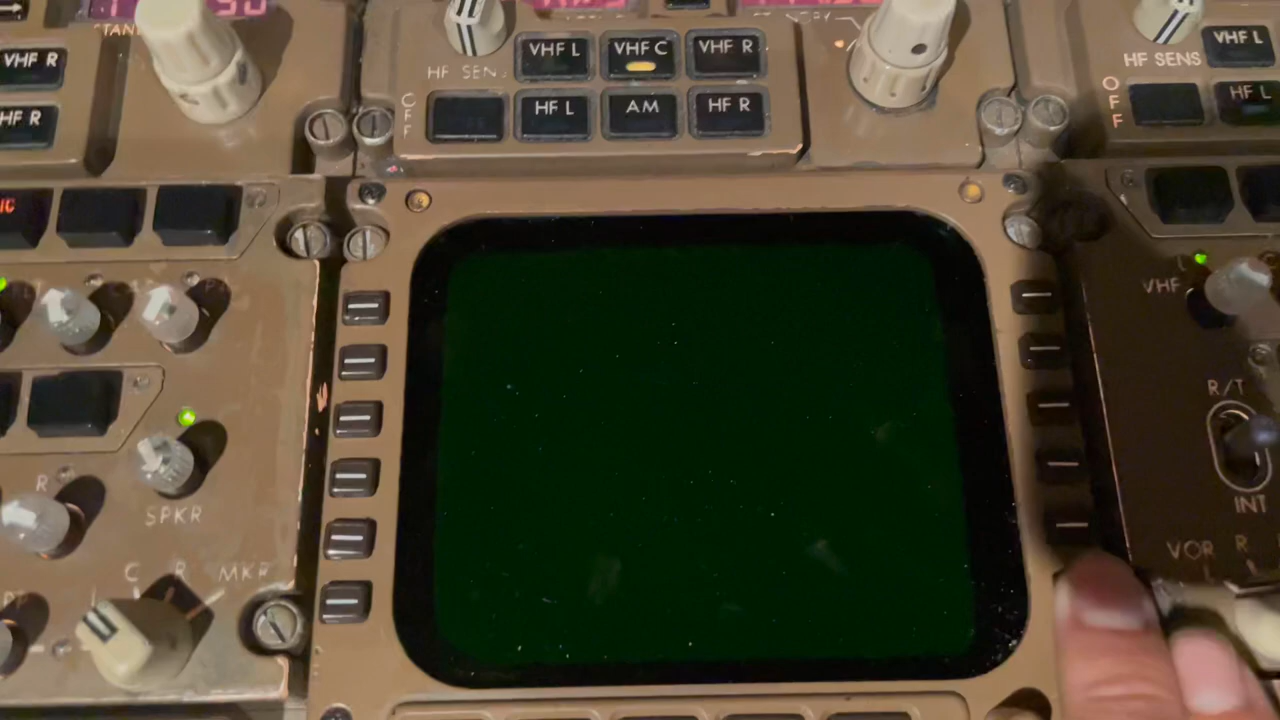 VHF R
HF R
HF SENS
VHF L
VHF C
VHF R
OFF
HF L
AM
HF R
HF SENS
VHF L
OFF
HF L
VHF
R/T
INT
R
SPKR
C R MKR
VOR R